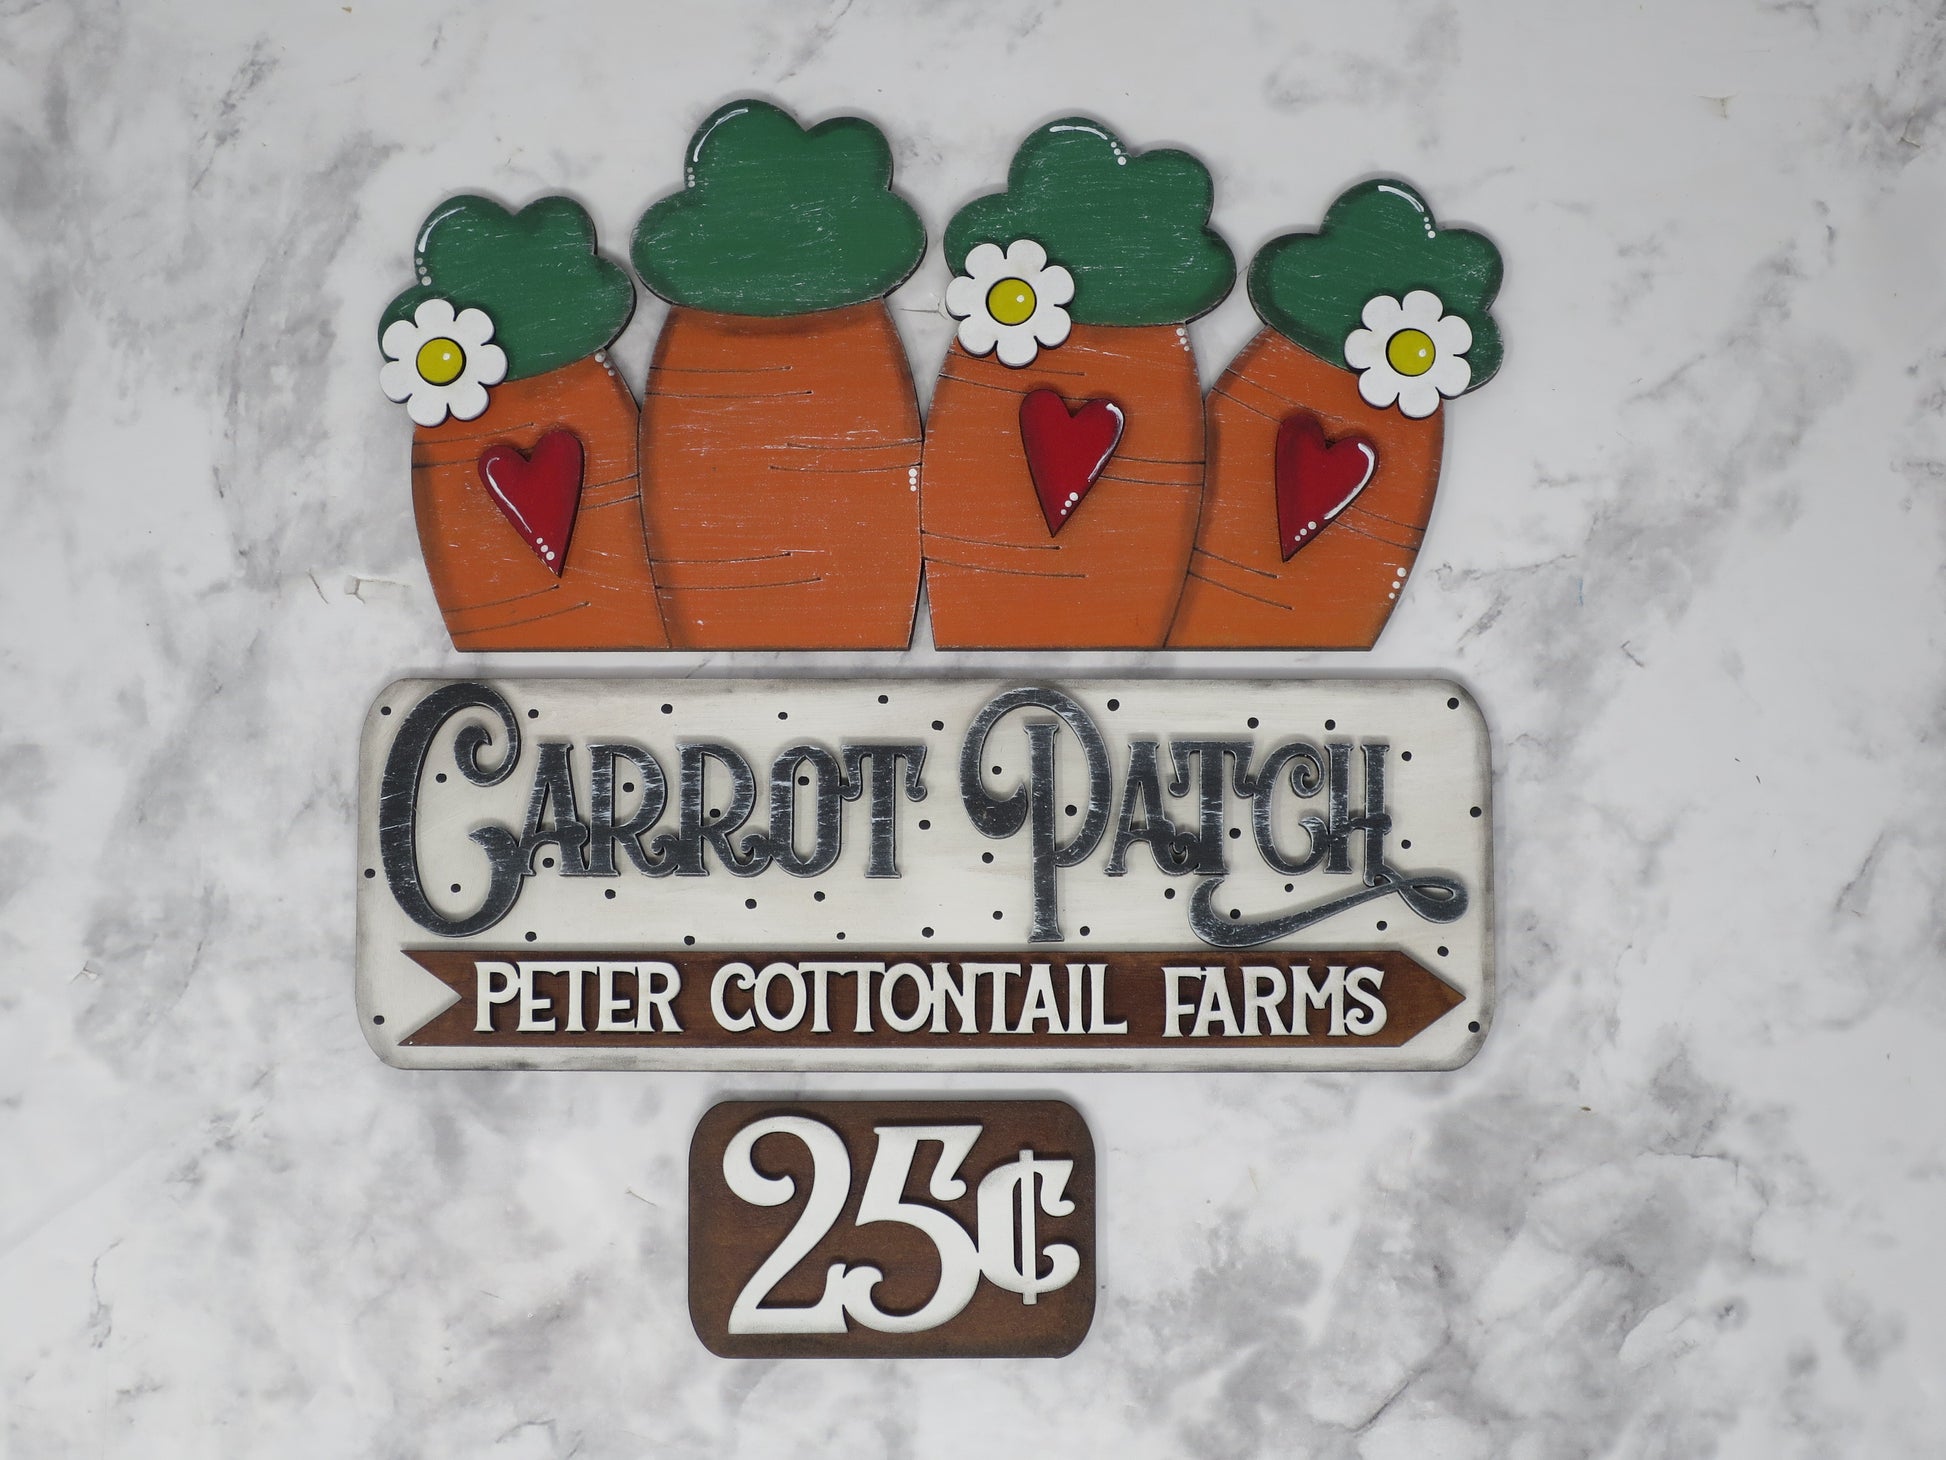 CARROT PATCH
PETER COTTONTAIL FARMS
25¢